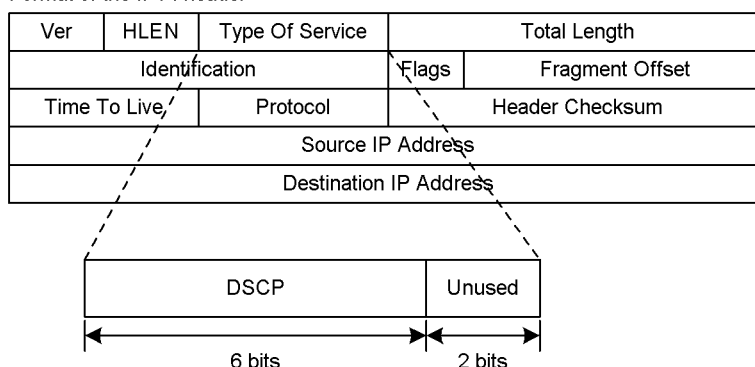 Ver HLEN Type Of Service Total Length
Identification Flags Fragment Offset
Time To Live Protocol Header Checksum
Source IP Address
Destination IP Address
DSCP Unused
6 bits 2 bits